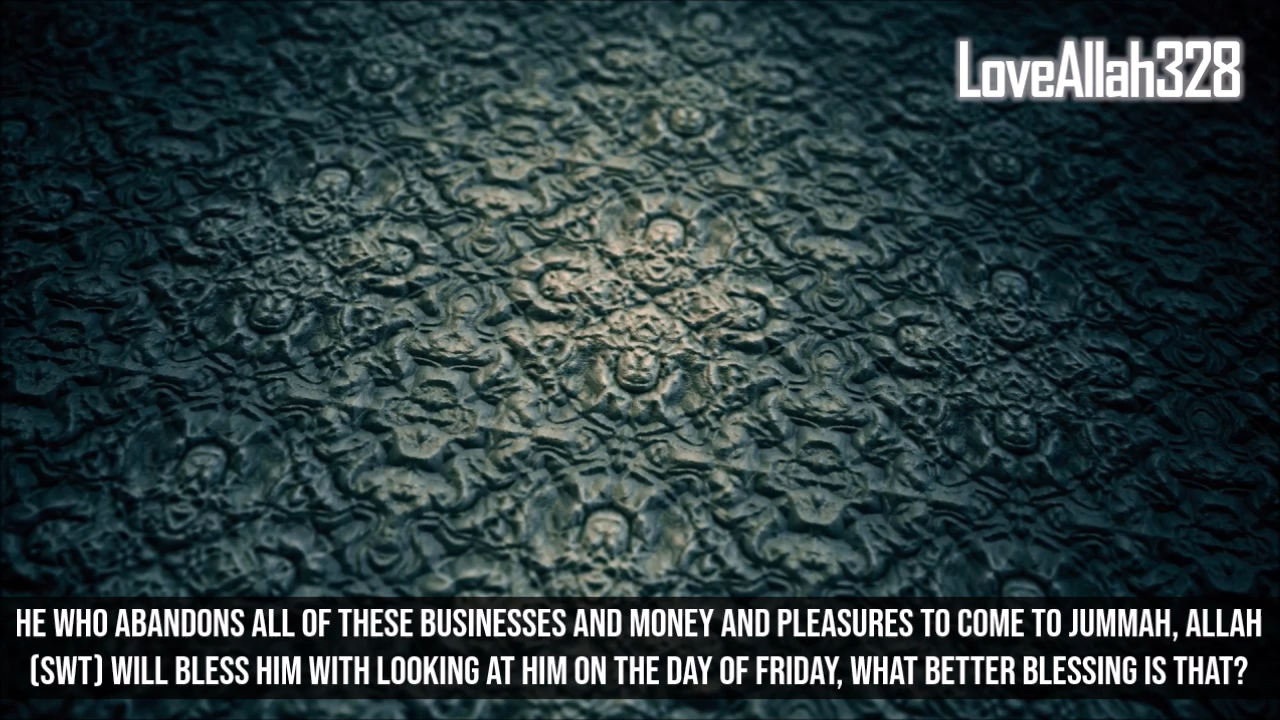 LoveAllah328
HE WHO ABANDONS ALL OF THESE BUSINESSES AND MONEY AND PLEASURES TO COME TO JUMMAH, ALLAH
(SWT) WILL BLESS HIM WITH LOOKING AT HIM ON THE DAY OF FRIDAY, WHAT BETTER BLESSING IS THAT?